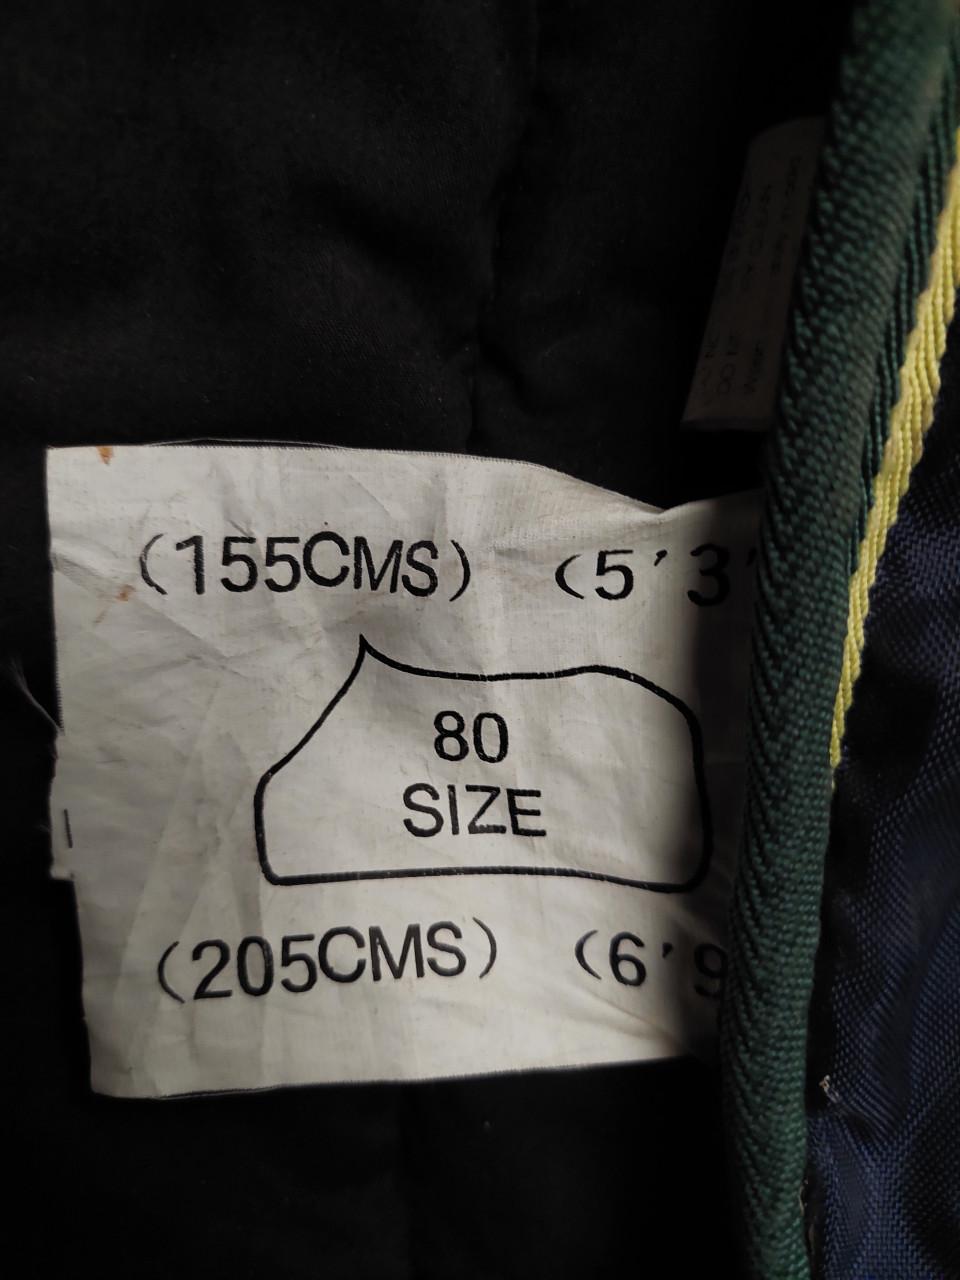 (155CMS) (5'3'
80
SIZE
(205CMS) (6'9